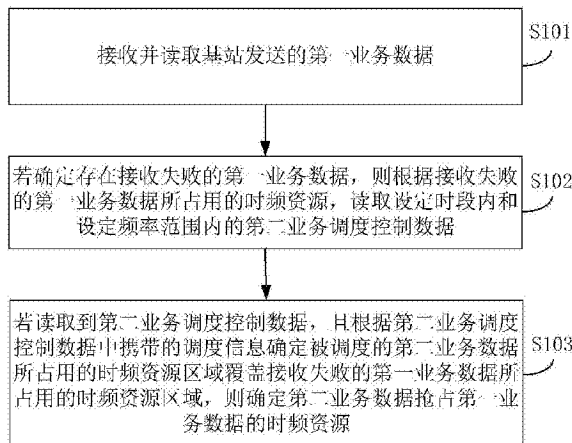 接收并读取基站发送的第一业务数据
S101
若确定存在接收失败的第一业务数据，则根据接收失败
的第一业务数据所占用的时频资源，读取设定时段内和
设定频率范围内的第二业务调度控制数据
S102
若读取到第二业务调度控制数据，且根据第二业务调度
控制数据中携带的调度信息确定被调度的第二业务数据
所占用的时频资源区域覆盖接收失败的第一业务数据所
占用的时频资源区域，则确定第二业务数据抢占第一业
务数据的时频资源
S103